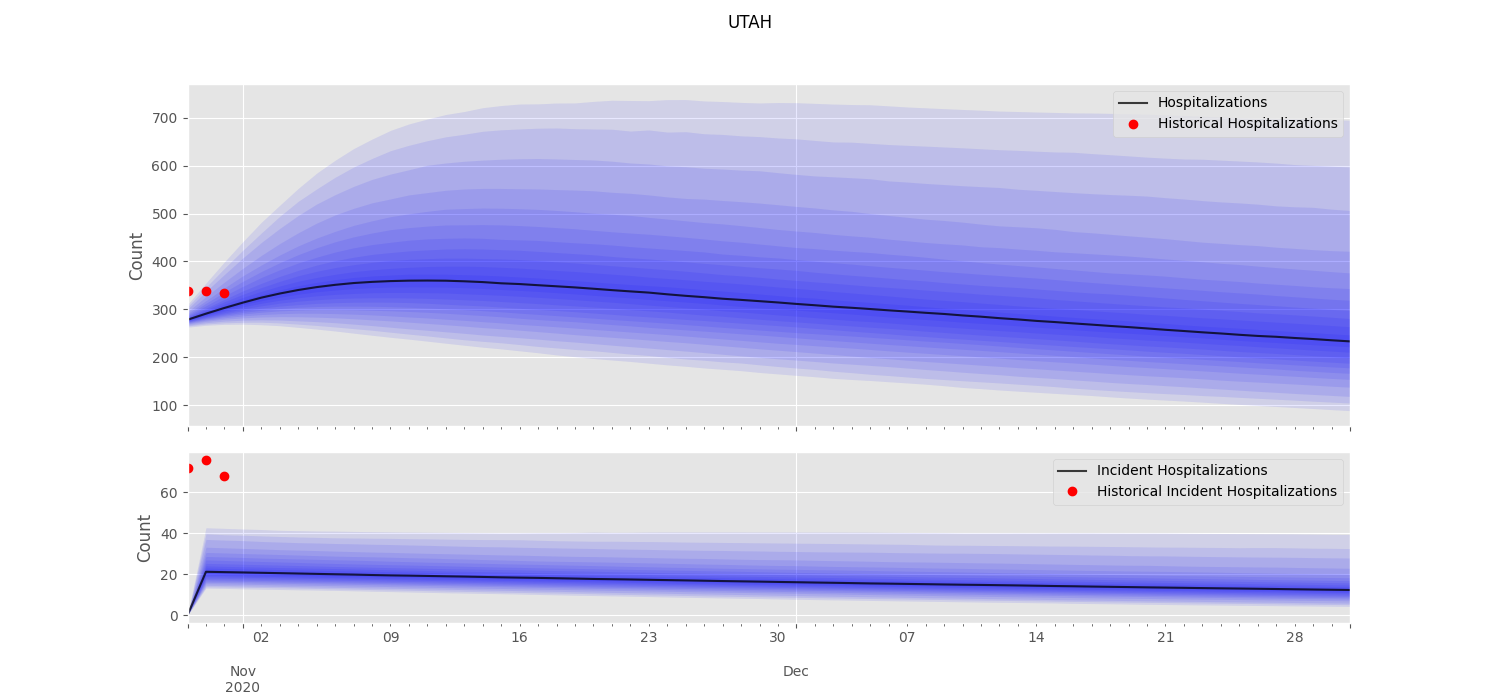 UTAH
Hospitalizations
Historical Hospitalizations
Count
700
600
500
400
300
200
100
Incident Hospitalizations
Historical Incident Hospitalizations
Count
60
40
20
0
02 09 16 23 30 07 14 21 28
Nov Dec
2020